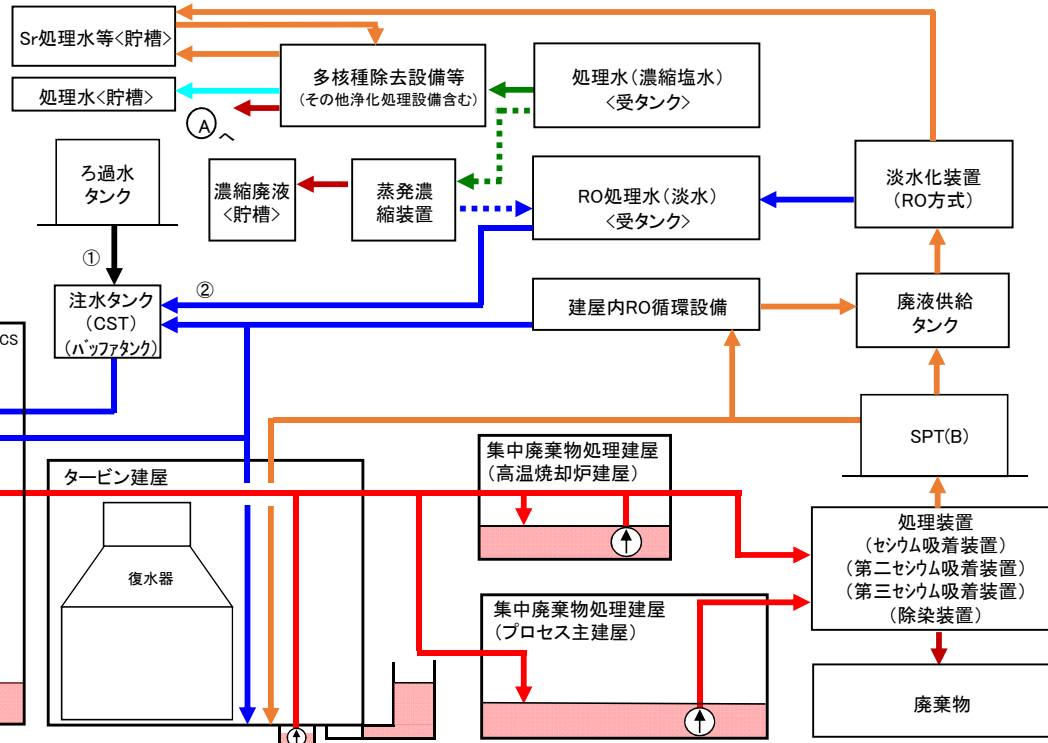 Sr処理水等<貯槽>
処理水<貯槽>
多核種除去設備等
(その他浄化処理設備含む)
Ⓐへ
処理水(濃縮塩水)
<受タンク>
ろ過水
タンク
濃縮廃液
<貯槽>
蒸発濃
縮装置
RO処理水(淡水)
<受タンク>
淡水化装置
(RO方式)
①
②
注水タンク
(CST)
(バッファタンク)
建屋内RO循環設備
廃液供給
タンク
CS
SPT(B)
タービン建屋
復水器
集中廃棄物処理建屋
(高温焼却炉建屋)
集中廃棄物処理建屋
(プロセス主建屋)
処理装置
(セシウム吸着装置)
(第二セシウム吸着装置)
(第三セシウム吸着装置)
(除染装置)
廃棄物